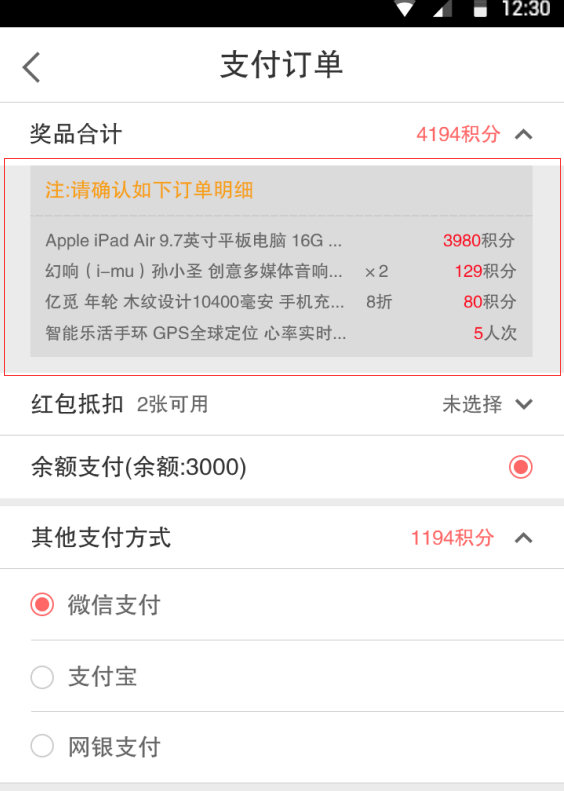 12:30
支付订单
奖品合计 4194积分
注:请确认如下订单明细
Apple iPad Air 9.7英寸平板电脑 16G ... 3980积分
幻响（i-mu）孙小圣 创意多媒体音响... ×2 129积分
亿觅 年轮 木纹设计10400毫安 手机充... 8折 80积分
智能乐活手环 GPS全球定位 心率实时... 5人次
红包抵扣 2张可用 未选择
余额支付(余额:3000)
其他支付方式 1194积分
微信支付
支付宝
网银支付